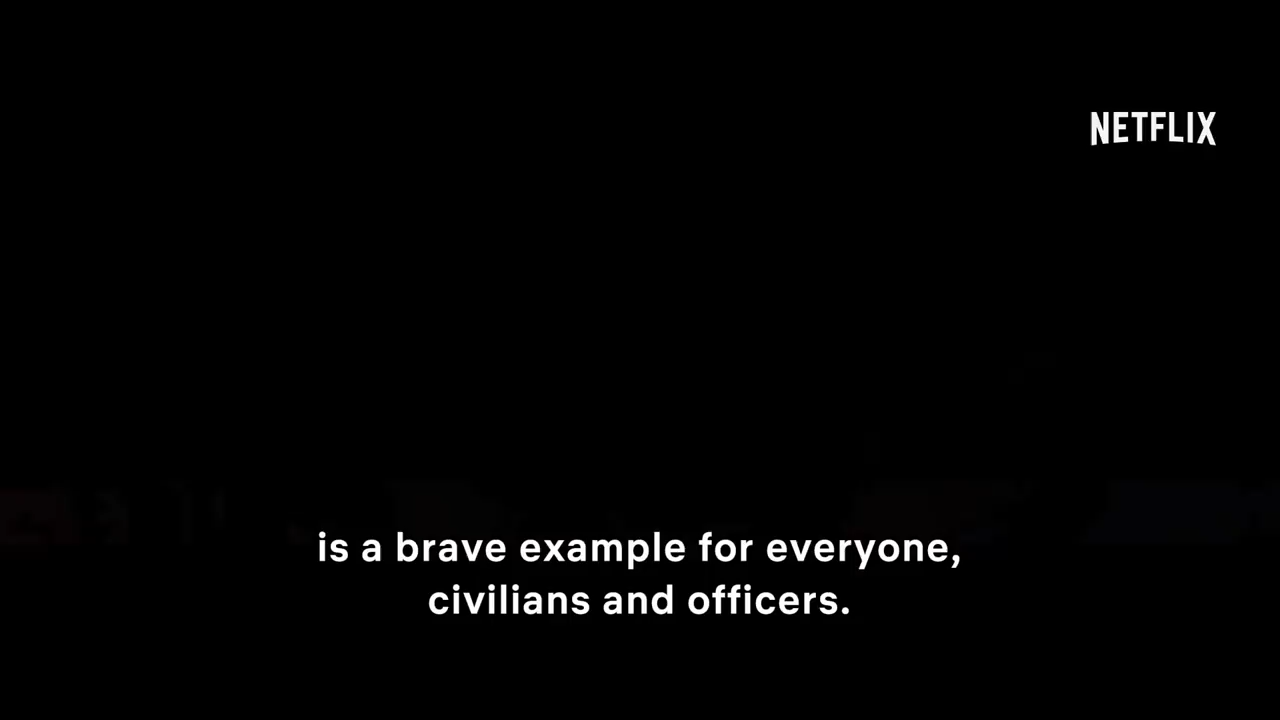 NETFLIX
is a brave example for everyone,
civilians and officers.